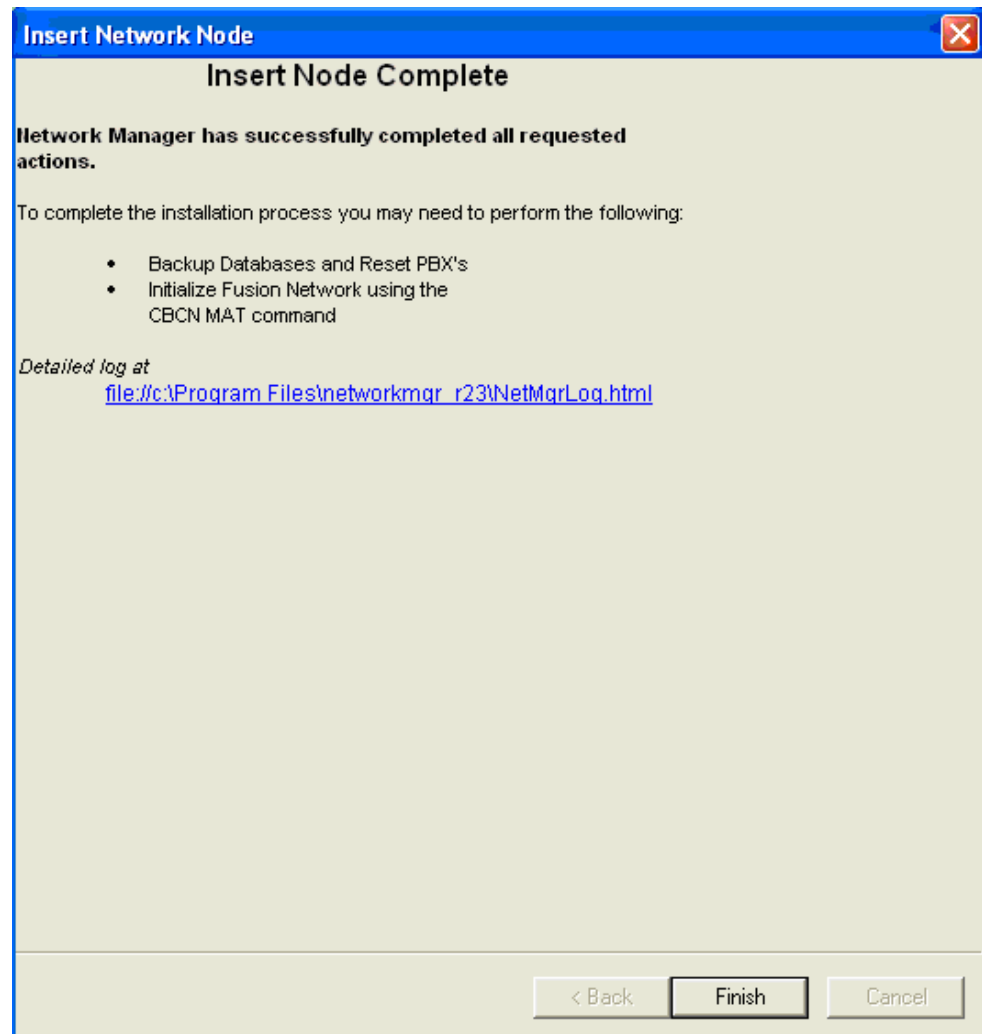 Insert Network Node
Insert Node Complete
Network Manager has successfully completed all requested
actions.
To complete the installation process you may need to perform the following:
• Backup Databases and Reset PBX's
• Initialize Fusion Network using the
CBCN MAT command
Detailed log at
file://c:\Program Files\networkmgr_r23\NetMgrLog.html
< Back
Finish
Cancel